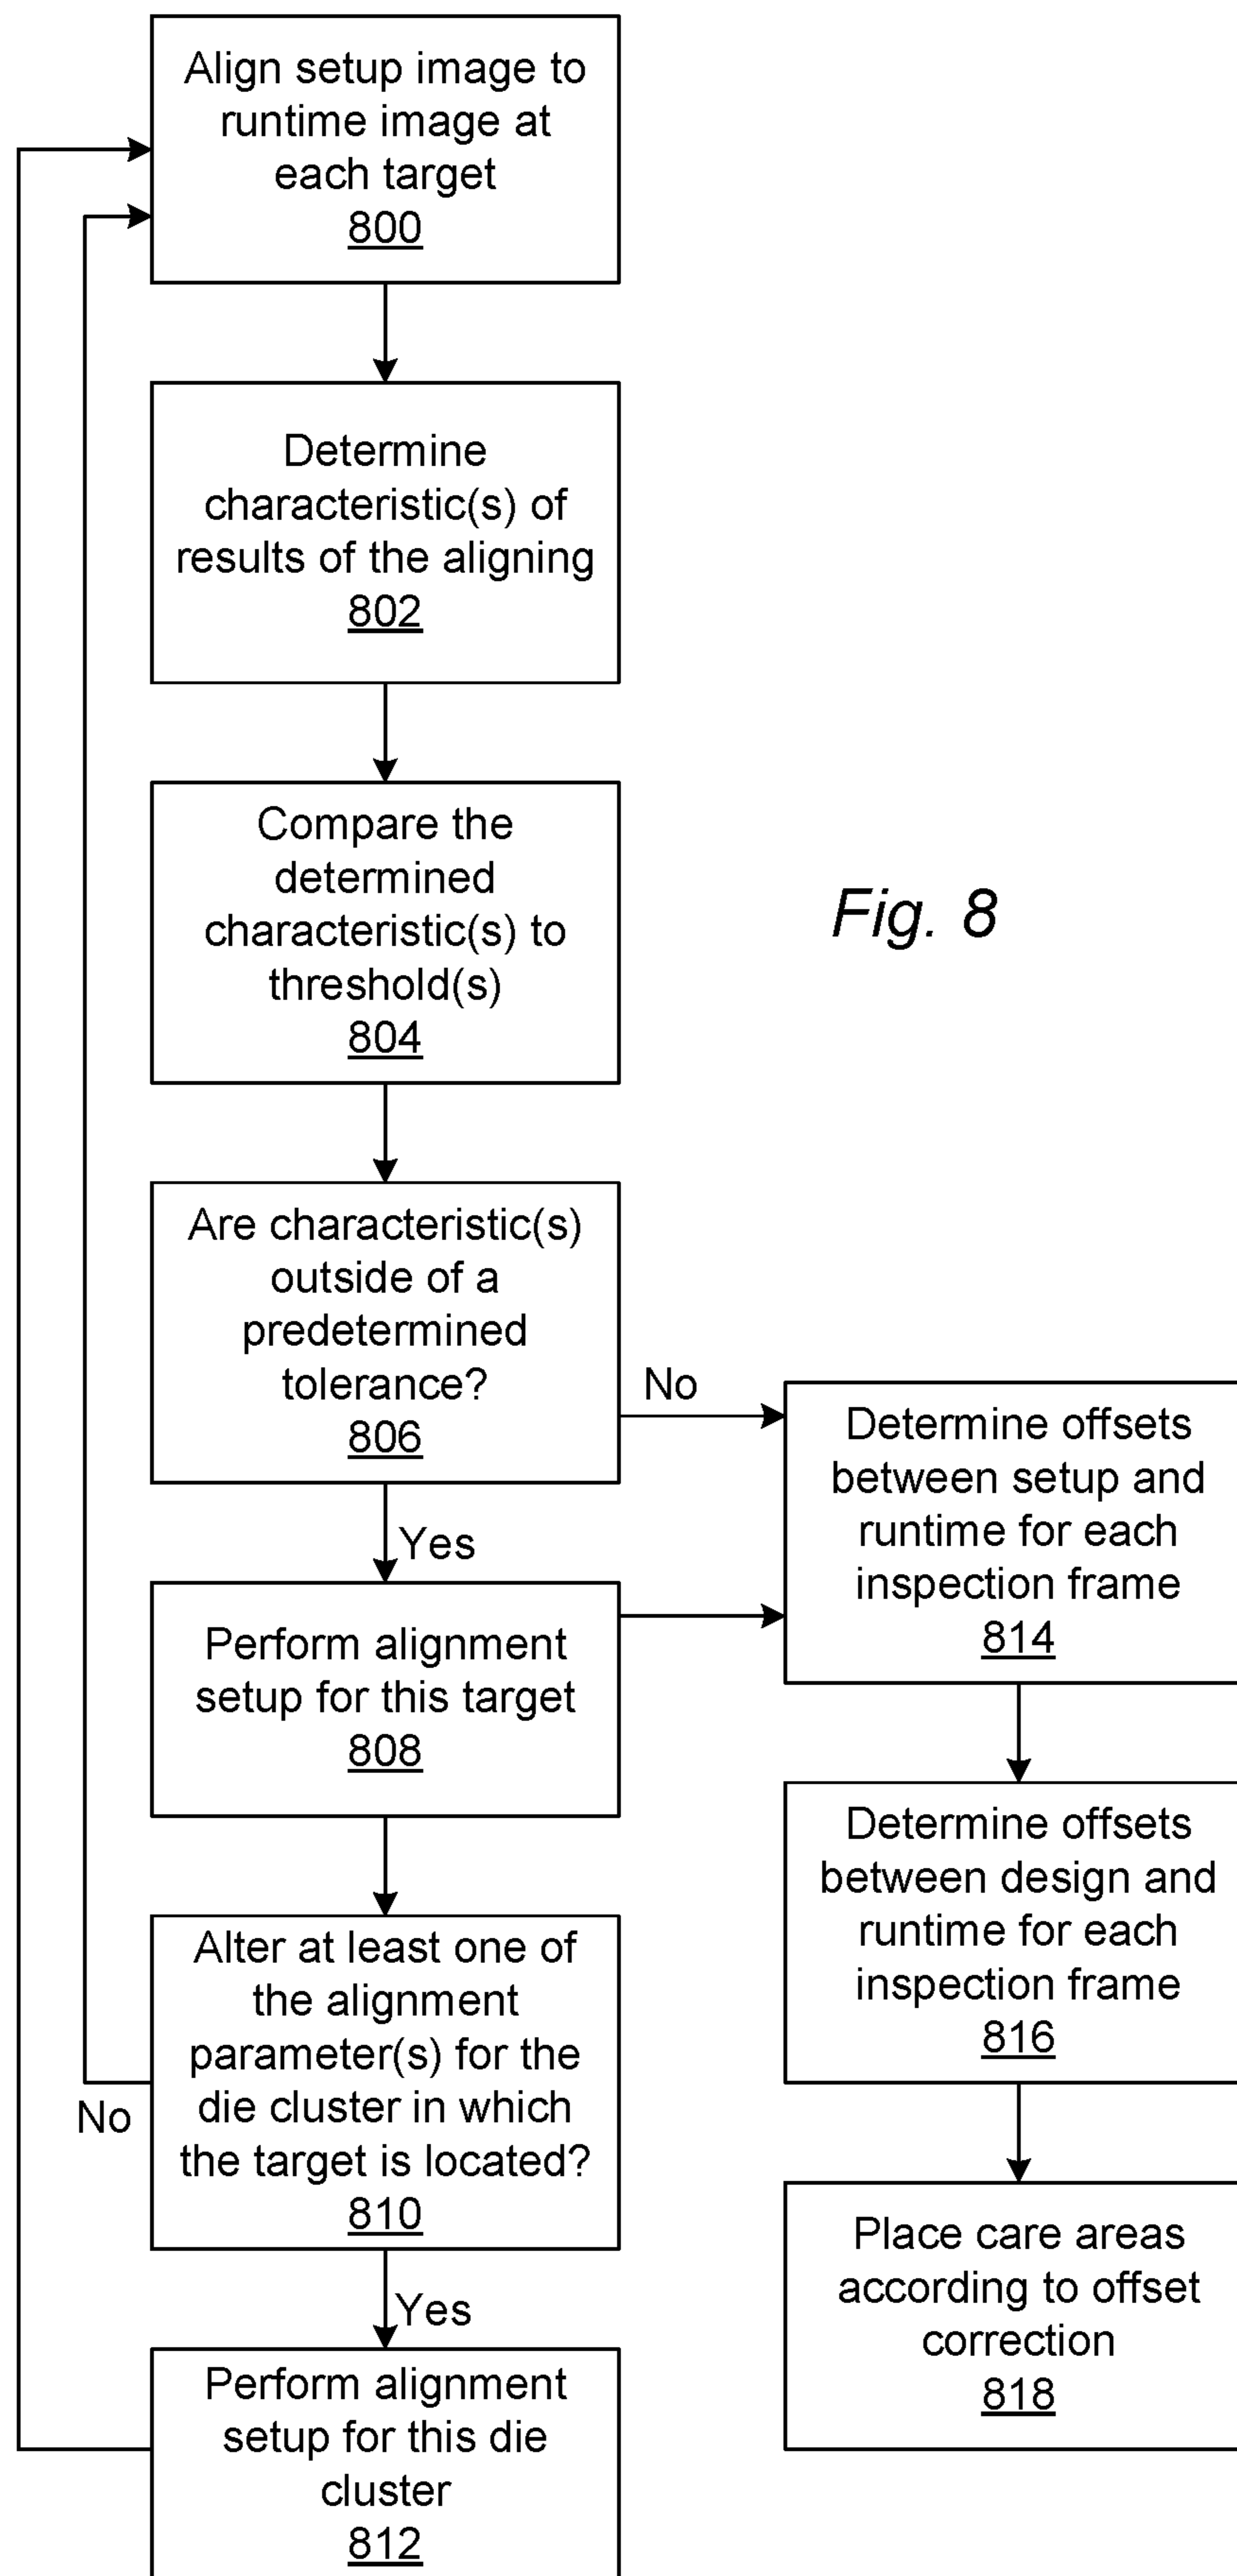 Align setup image to
runtime image at
each target
800
Determine
characteristic(s) of
results of the aligning
802
Compare the
determined
characteristic(s) to
threshold(s)
804
Fig. 8
Are characteristic(s)
outside of a
predetermined
tolerance?
806
No
Yes
Perform alignment
setup for this target
808
Alter at least one of
the alignment
parameter(s) for the
die cluster in which
the target is located?
810
No
Yes
Perform alignment
setup for this die
cluster
812
Determine offsets
between setup and
runtime for each
inspection frame
814
Determine offsets
between design and
runtime for each
inspection frame
816
Place care areas
according to offset
correction
818